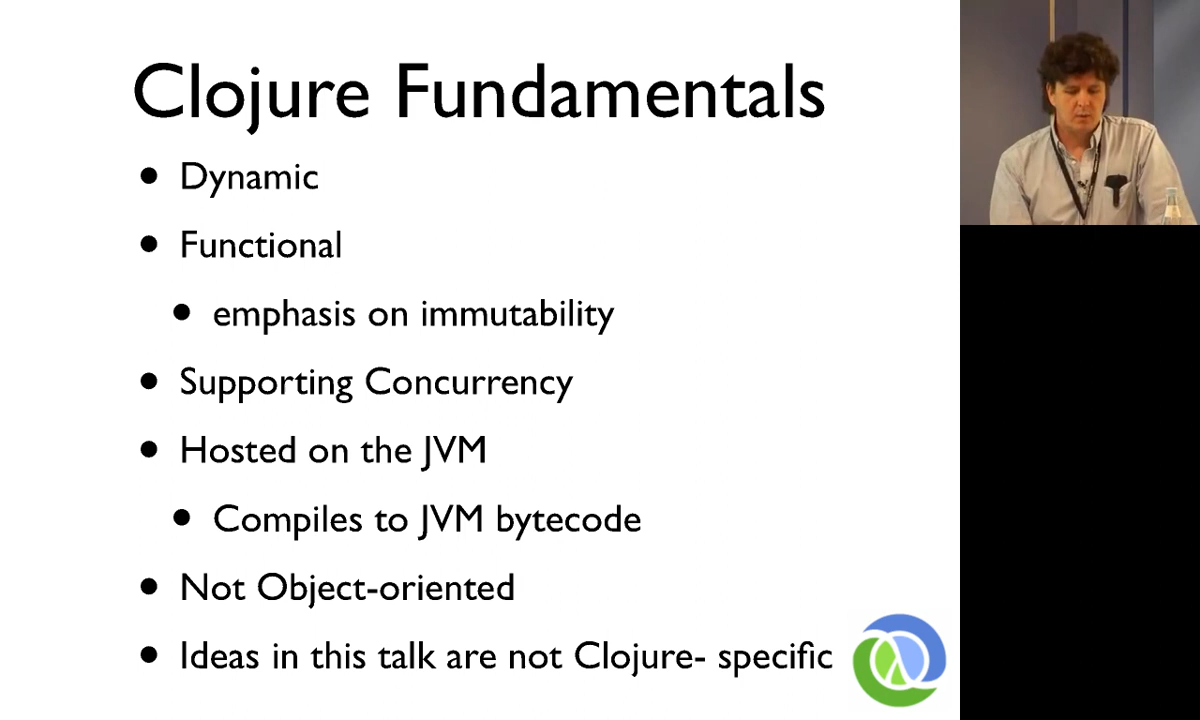 Clojure Fundamentals
• Dynamic
• Functional
• emphasis on immutability
• Supporting Concurrency
• Hosted on the JVM
• Compiles to JVM bytecode
• Not Object-oriented
• Ideas in this talk are not Clojure- specific